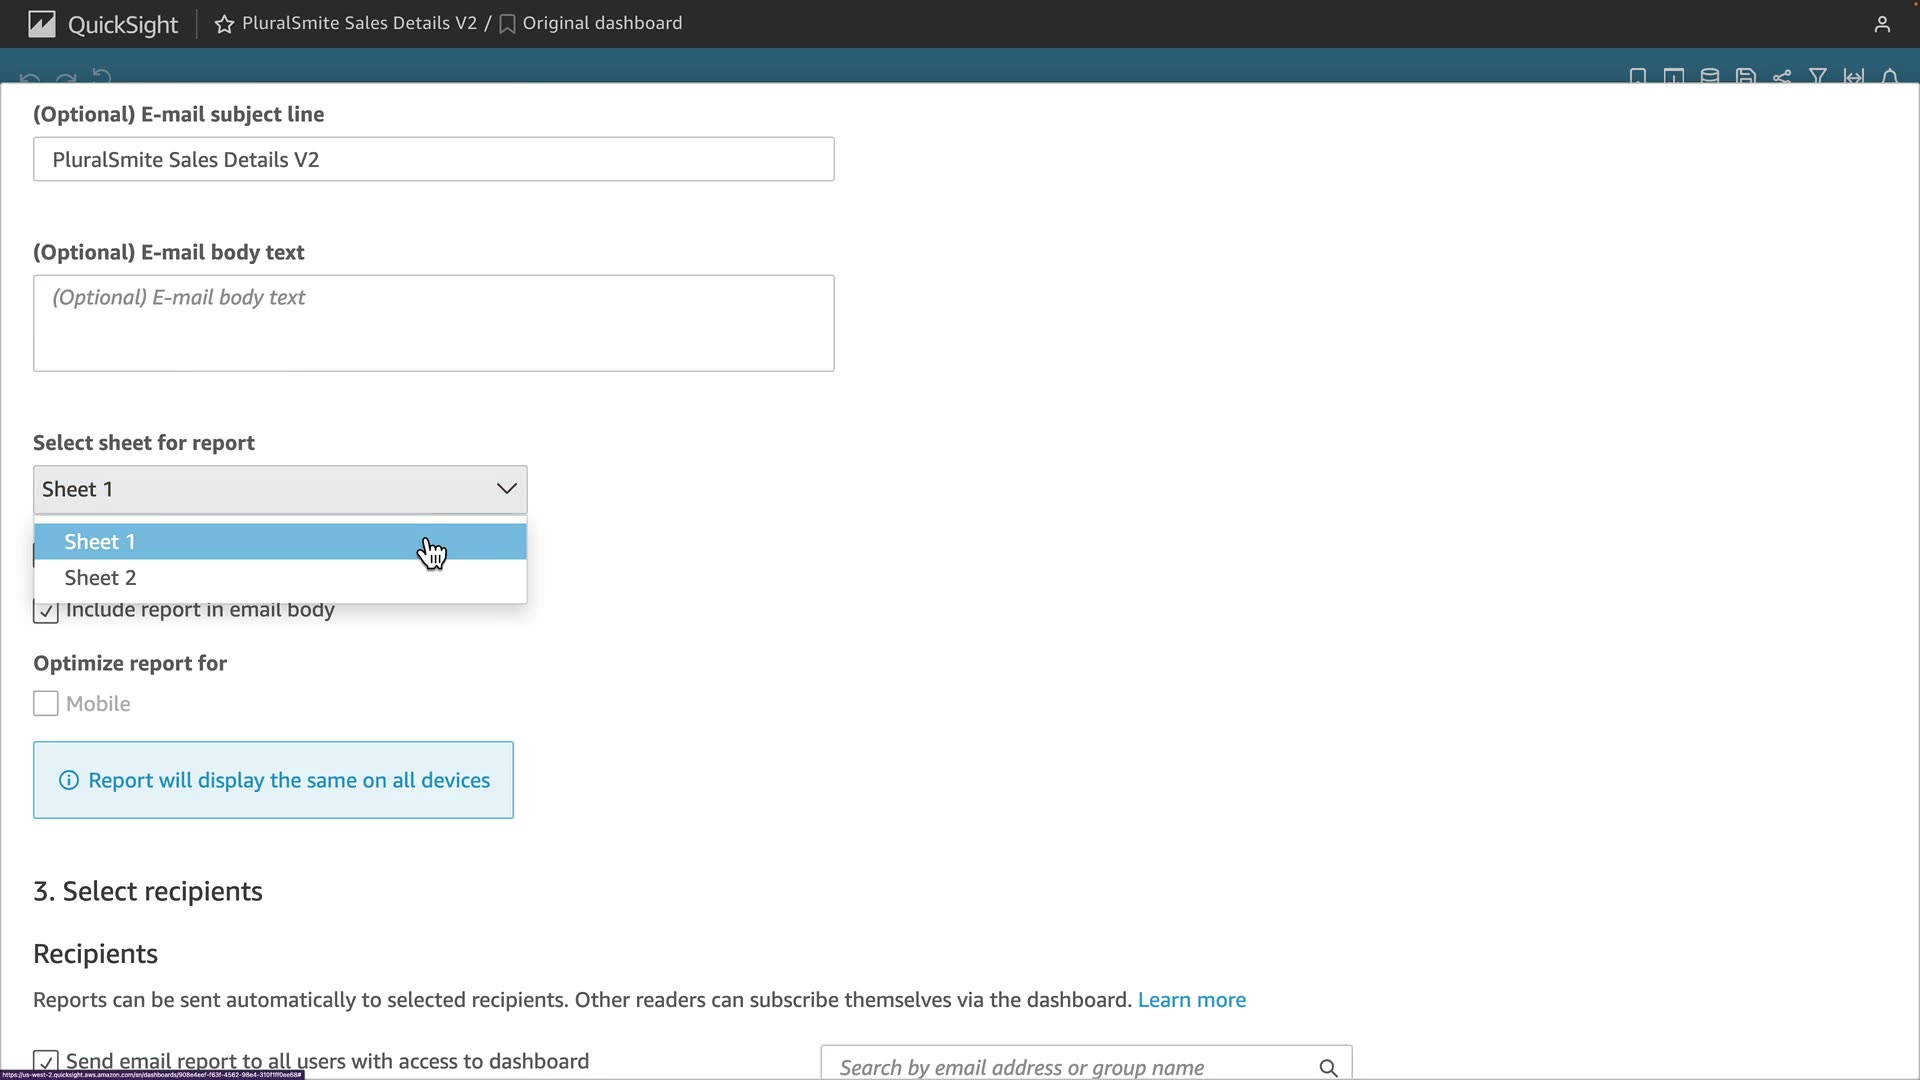 QuickSight
PluralSmite Sales Details V2 / Original dashboard
(Optional) E-mail subject line
PluralSmite Sales Details V2
(Optional) E-mail body text
(Optional) E-mail body text
Select sheet for report
Sheet 1
Sheet 1
Sheet 2
Include report in email body
Optimize report for
Mobile
Report will display the same on all devices
3. Select recipients
Recipients
Reports can be sent automatically to selected recipients. Other readers can subscribe themselves via the dashboard. Learn more
Send email report to all users with access to dashboard
Search by email address or group name